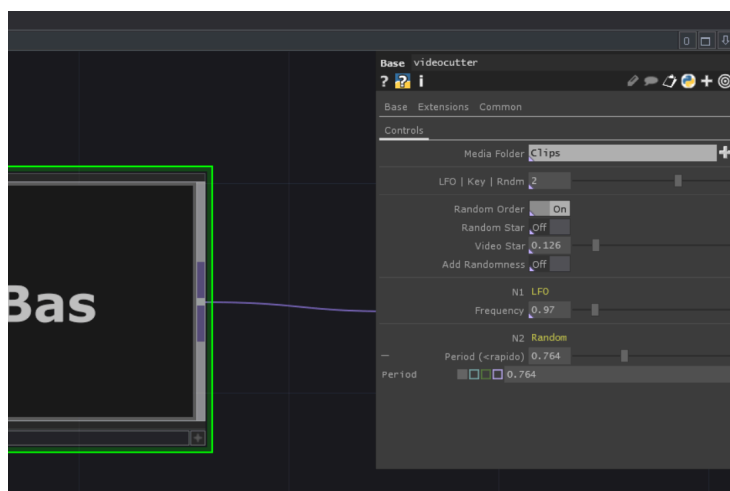 0
Base videocutter
? ? i
Base Extensions Common
Controls
Media Folder Clips
LFO | Key | Rndm 2
Random Order On
Random Star Off
Video Star 0.126
Add Randomness Off
N1 LFO
Frequency 0.97
N2 Random
Period (<rapido) 0.764
Period 0.764
Bas